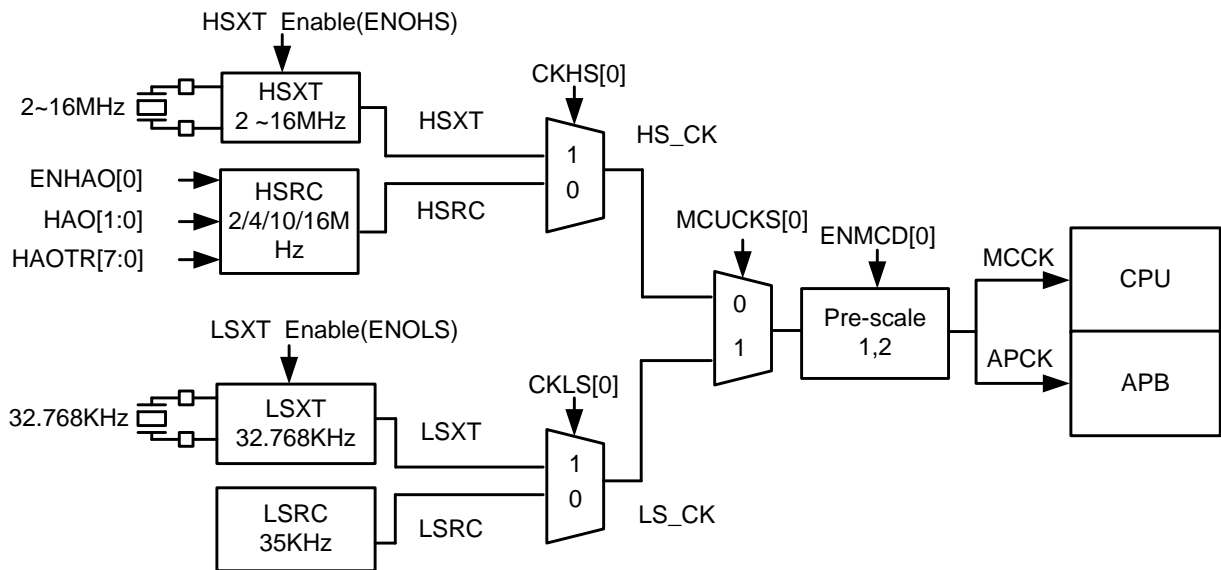 HSXT Enable(ENOHS)
2~16MHz
HSXT
2 ~16MHz
HSXT
CKHS[0]
1
0
HS_CK
ENHAO[0]
HAO[1:0]
HAOTR[7:0]
HSRC
2/4/10/16M
Hz
HSRC
MCUCKS[0]
0
1
ENMCD[0]
Pre-scale
1,2
MCCK
APCK
CPU
APB
LSXT Enable(ENOLS)
32.768KHz
LSXT
32.768KHz
LSXT
CKLS[0]
1
0
LS_CK
LSRC
35KHz
LSRC